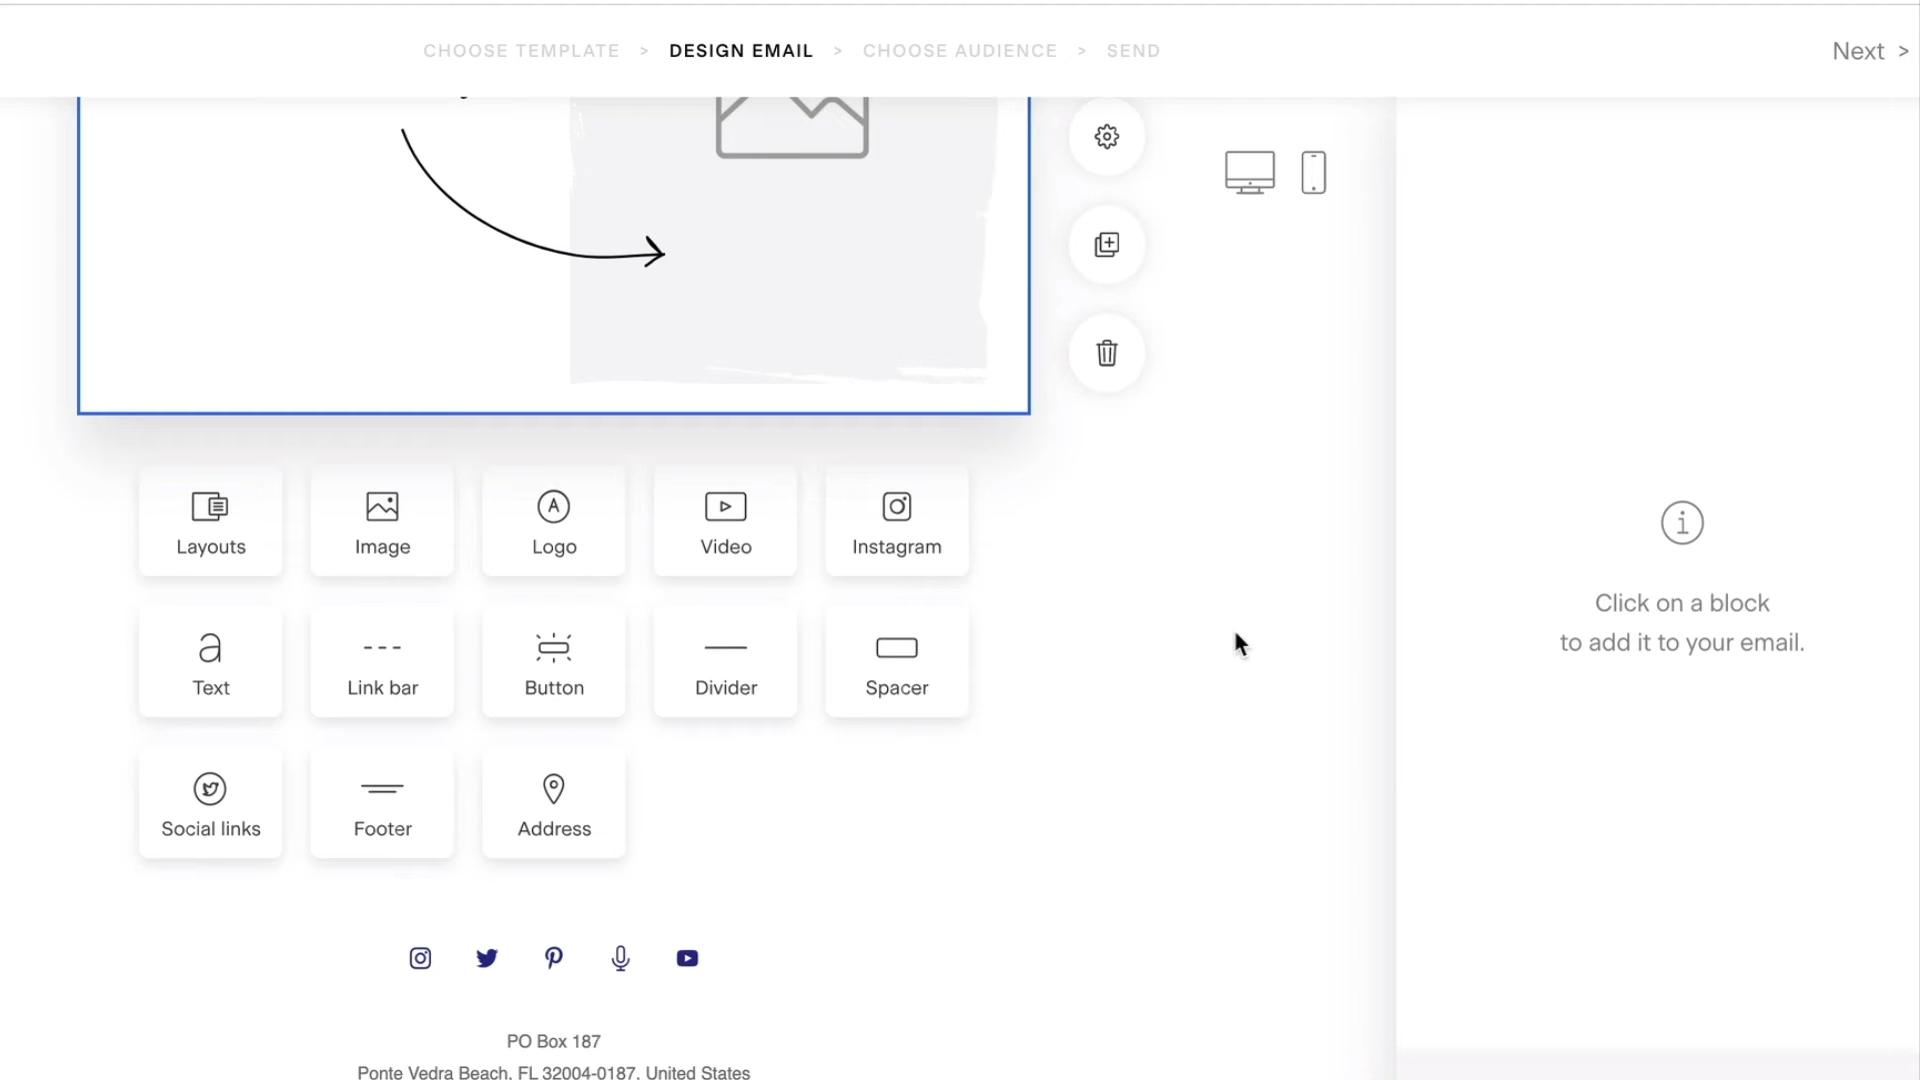 CHOOSE TEMPLATE > DESIGN EMAIL > CHOOSE AUDIENCE > SEND
Next >
Layouts
Image
Logo
Video
Instagram
Text
Link bar
Button
Divider
Spacer
Social links
Footer
Address
Click on a block
to add it to your email.
PO Box 187
Ponte Vedra Beach, FL 32004-0187, United States